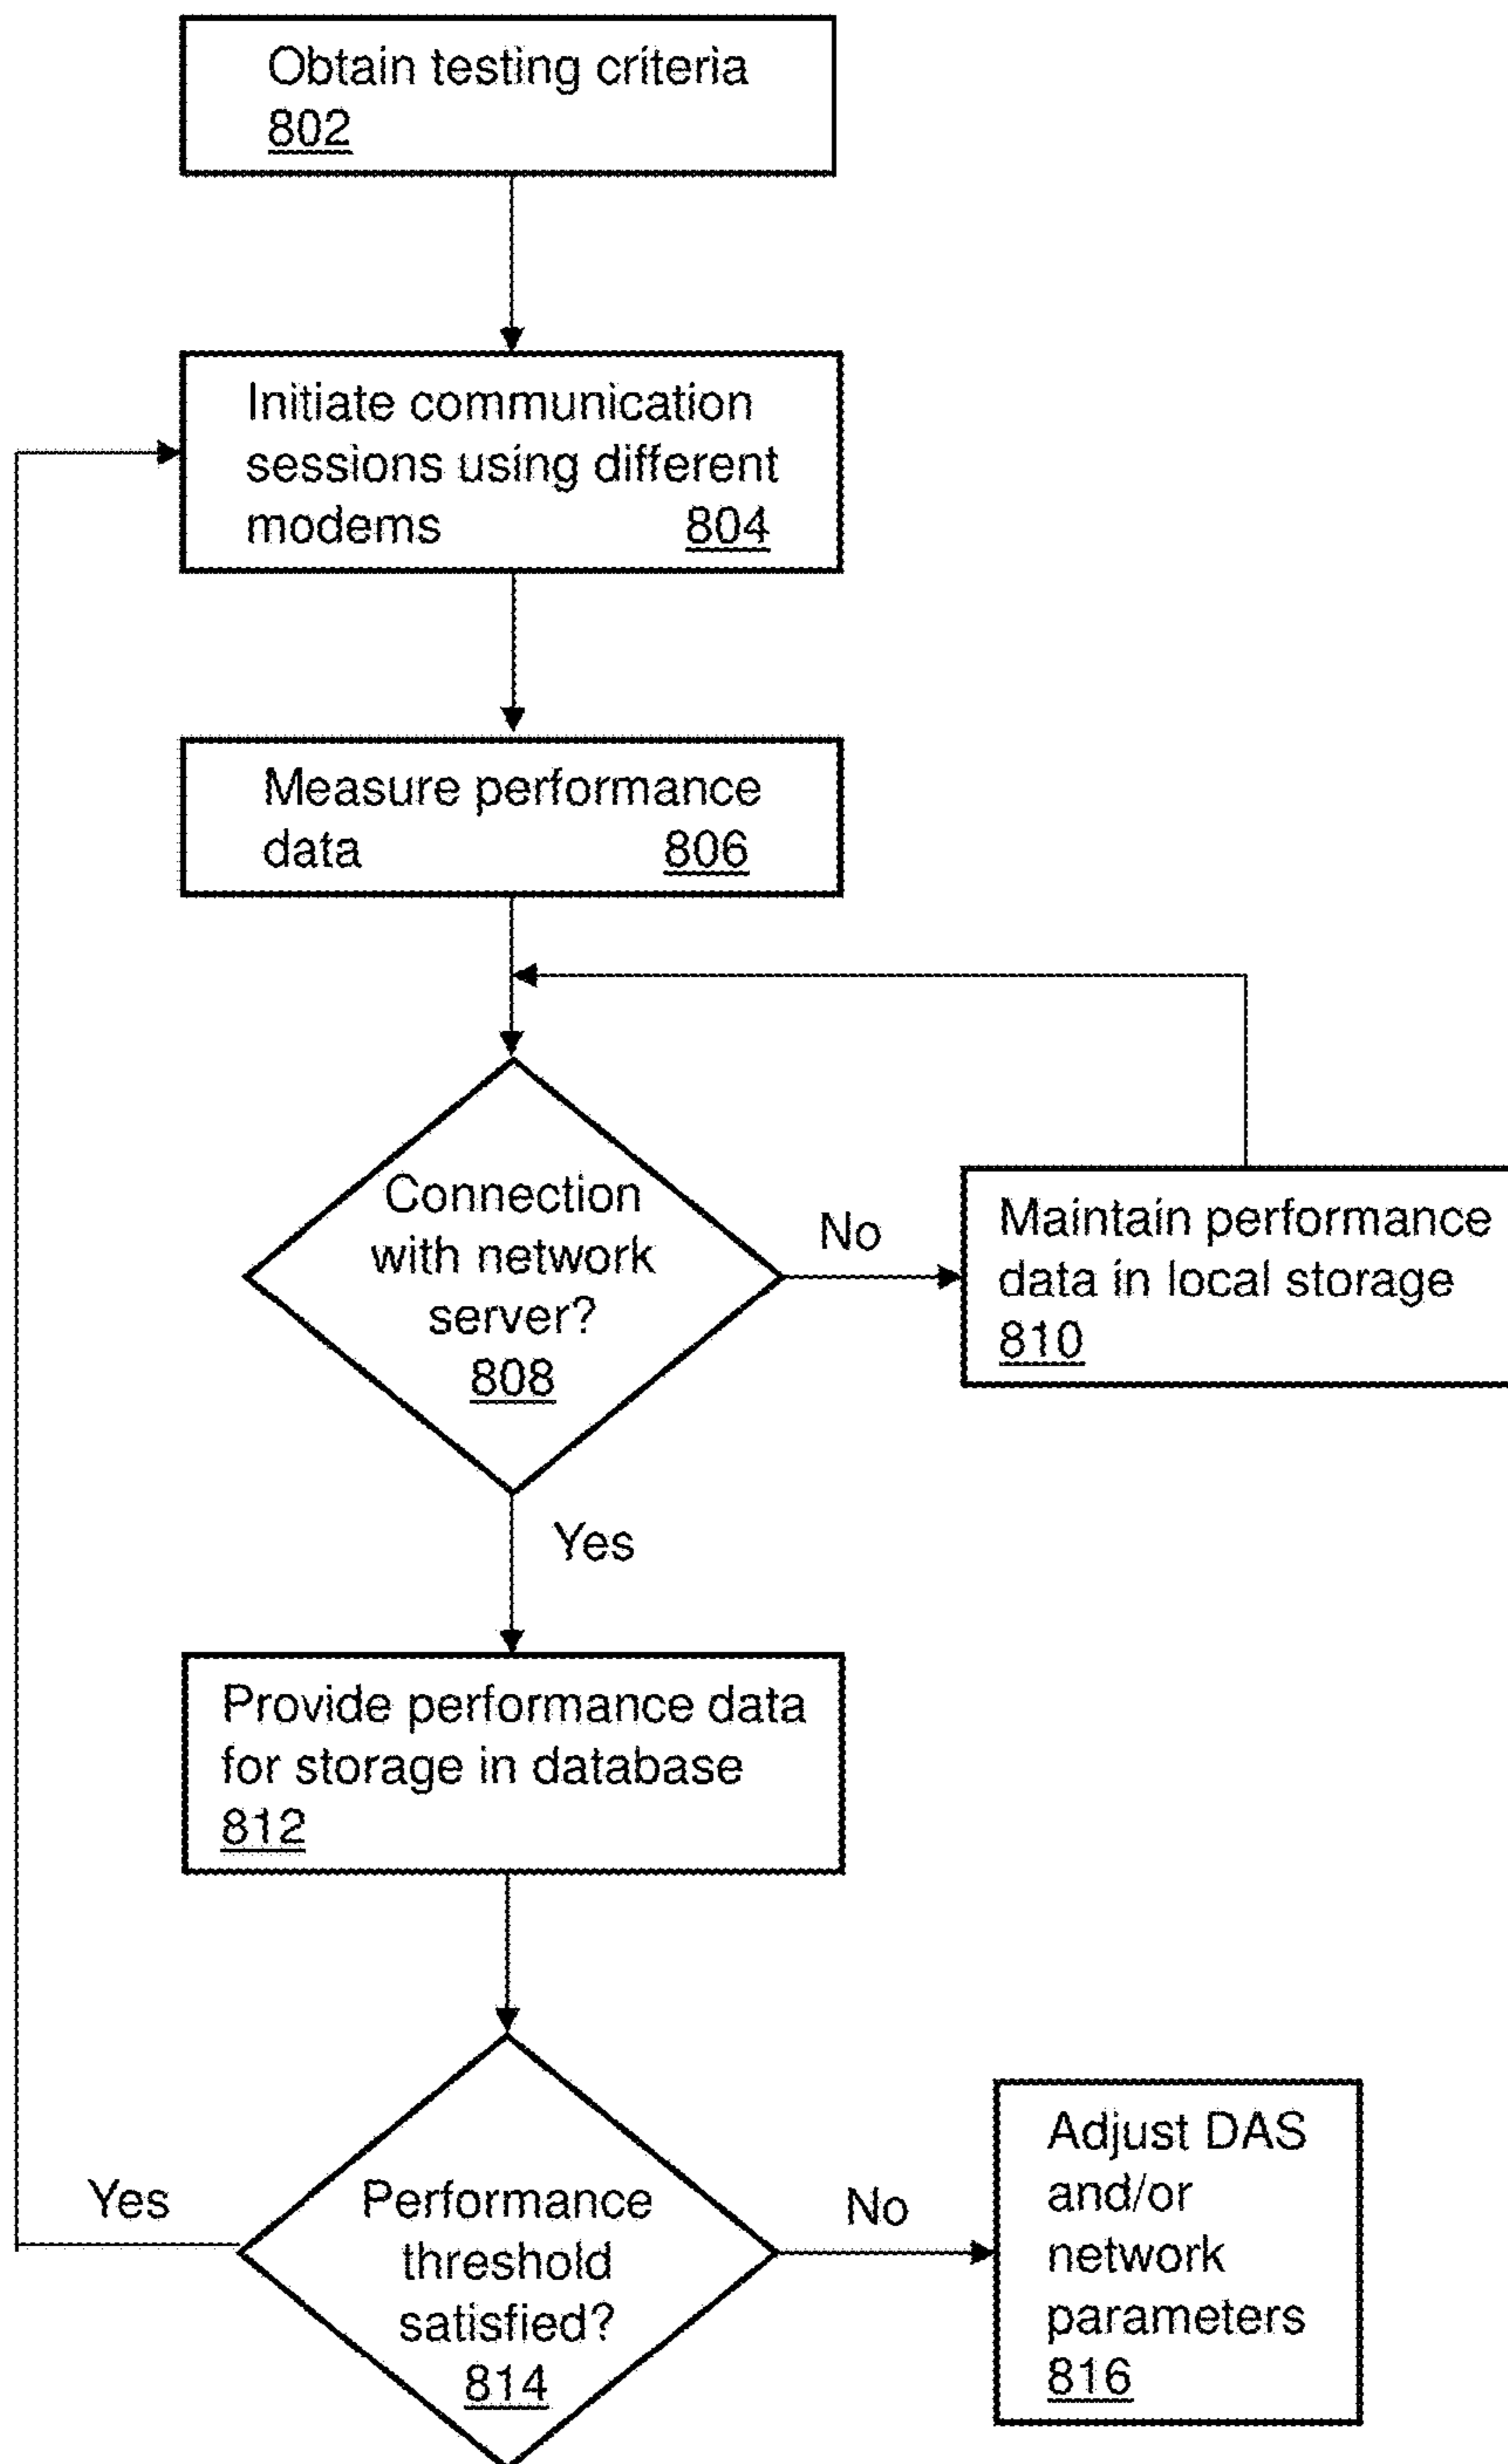 Obtain testing criteria
802
Initiate communication
sessions using different
modems 804
Measure performance
data 806
Connection
with network
server?
808
No
Maintain performance
data in local storage
810
Yes
Provide performance data
for storage in database
812
Yes
Performance
threshold
satisfied?
814
No
Adjust DAS
and/or
network
parameters
816